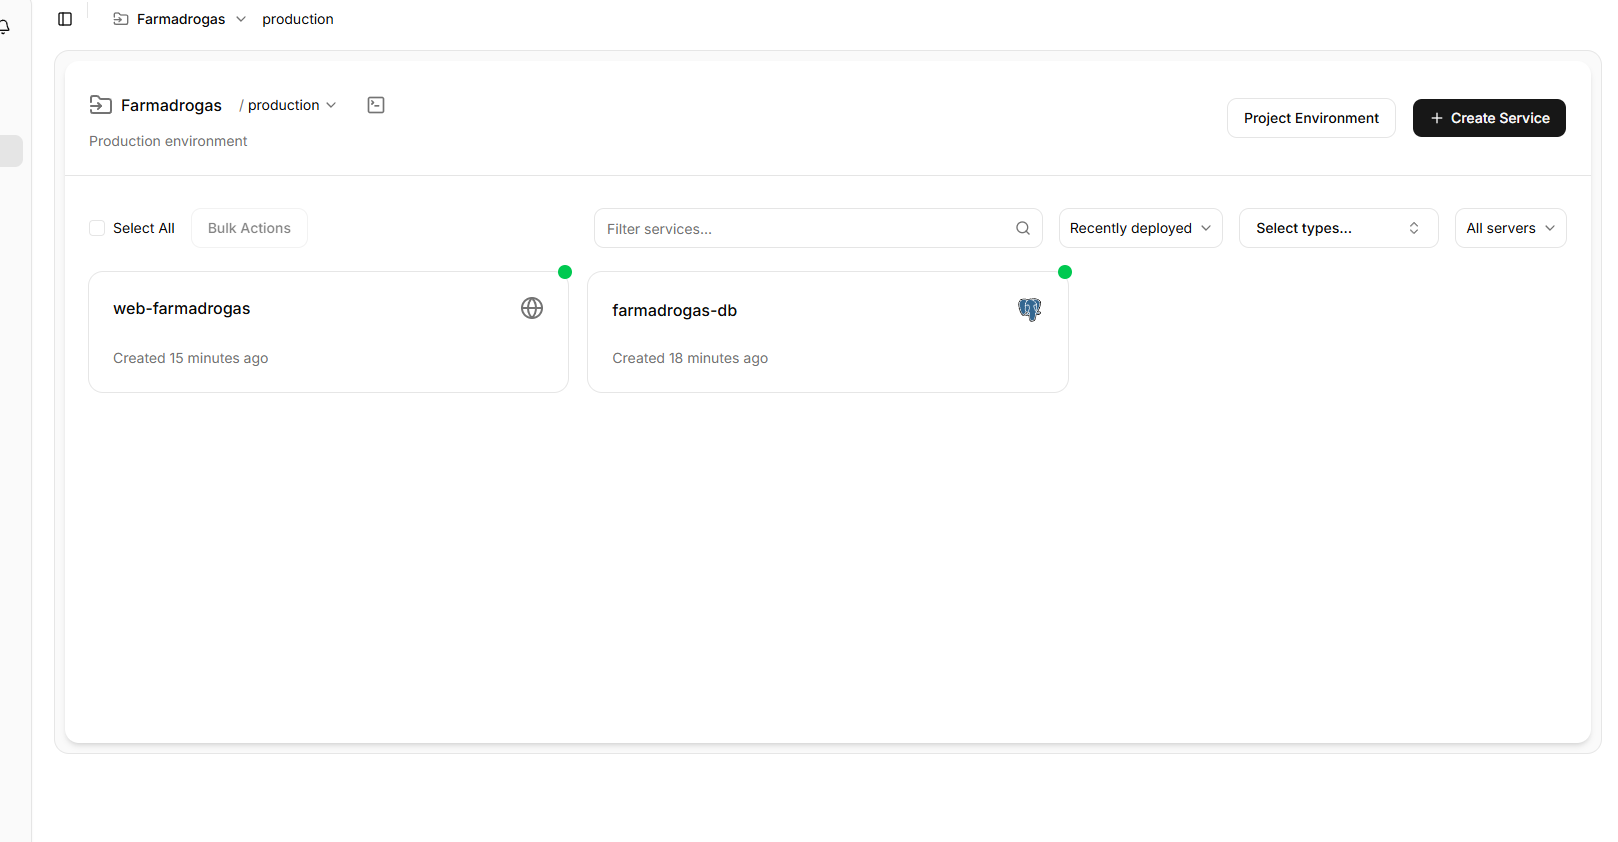 Farmadrogas production
Farmadrogas / production
Production environment
Project Environment
+ Create Service
Select All
Bulk Actions
Filter services...
Recently deployed
Select types...
All servers
web-farmadrogas
Created 15 minutes ago
farmadrogas-db
Created 18 minutes ago